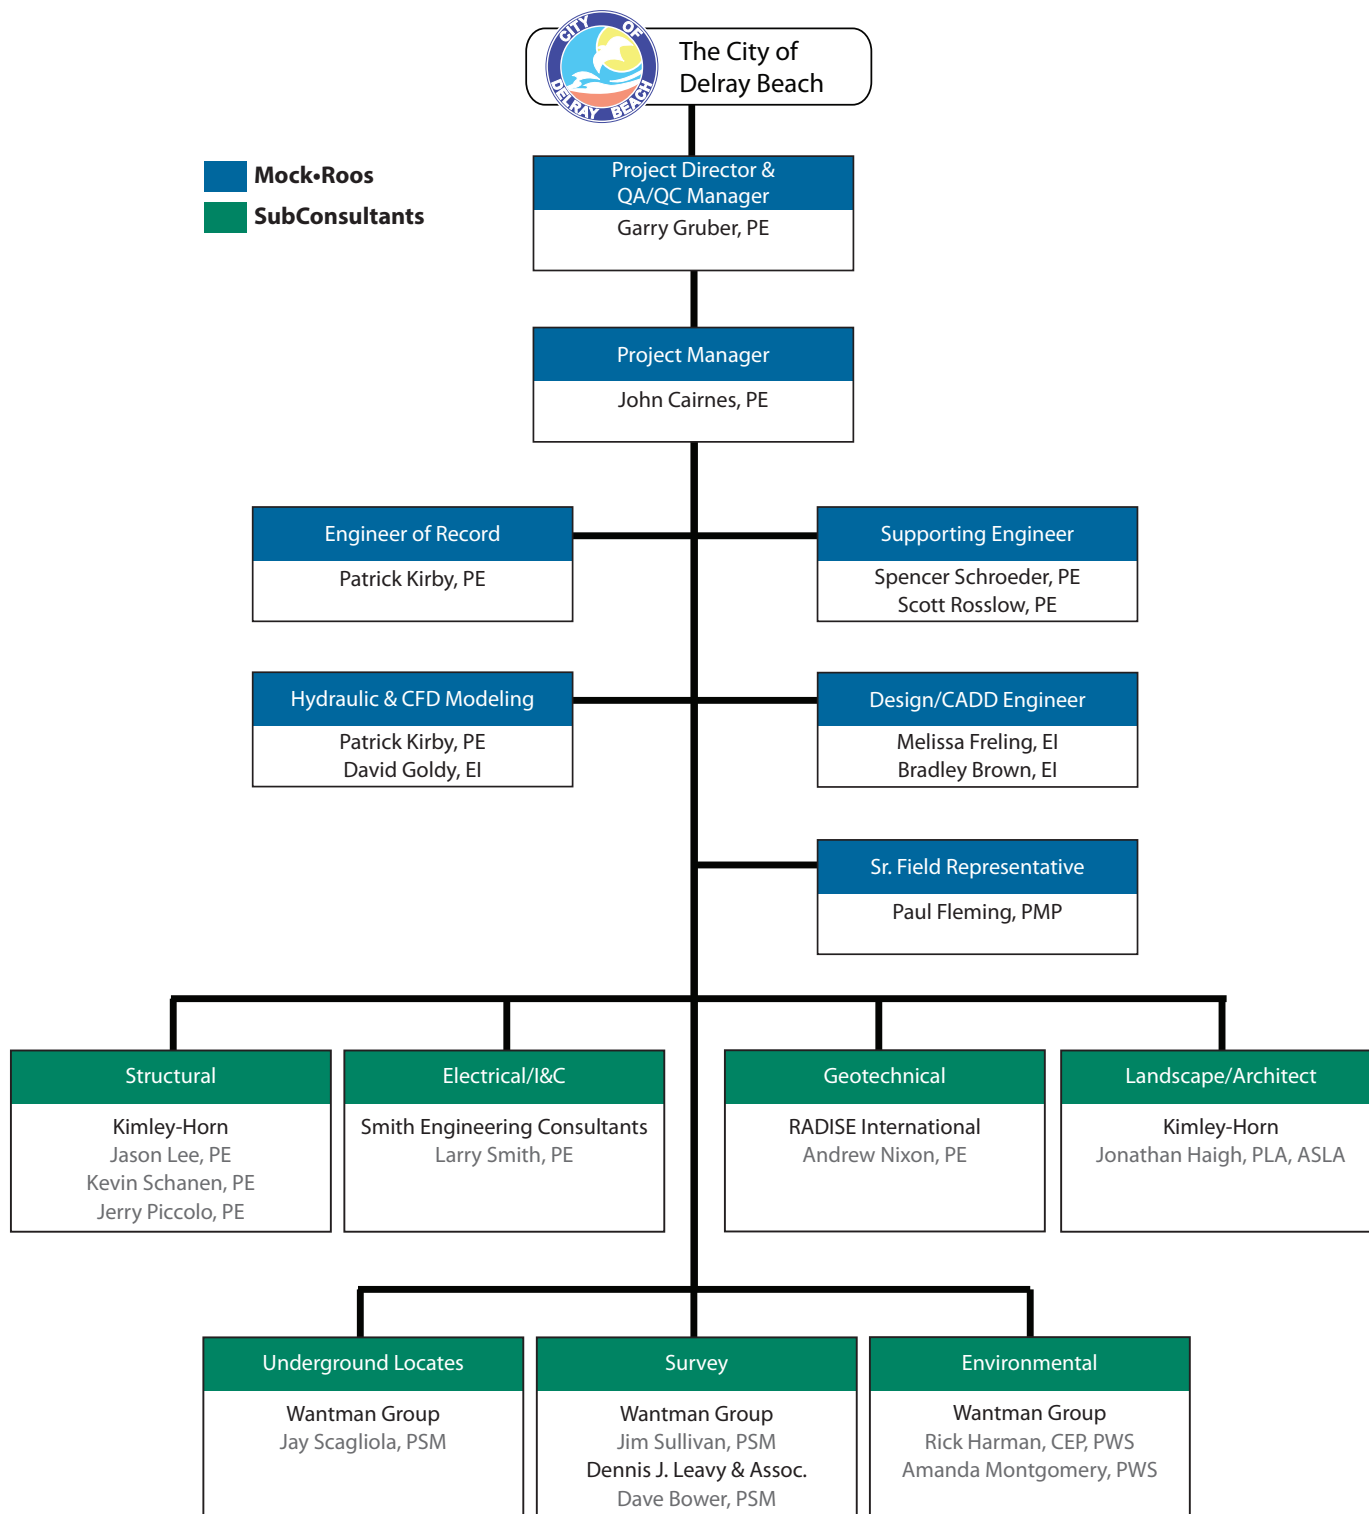 CITY OF
DELRAY BEACH
The City of
Delray Beach
Mock•Roos
SubConsultants
Project Director &
QA/QC Manager
Garry Gruber, PE
Project Manager
John Cairnes, PE
Engineer of Record
Patrick Kirby, PE
Supporting Engineer
Spencer Schroeder, PE
Scott Rosslow, PE
Hydraulic & CFD Modeling
Patrick Kirby, PE
David Goldy, EI
Design/CADD Engineer
Melissa Freling, EI
Bradley Brown, EI
Sr. Field Representative
Paul Fleming, PMP
Structural
Kimley-Horn
Jason Lee, PE
Kevin Schanen, PE
Jerry Piccolo, PE
Electrical/I&C
Smith Engineering Consultants
Larry Smith, PE
Geotechnical
RADISE International
Andrew Nixon, PE
Landscape/Architect
Kimley-Horn
Jonathan Haigh, PLA, ASLA
Underground Locates
Wantman Group
Jay Scagliola, PSM
Survey
Wantman Group
Jim Sullivan, PSM
Dennis J. Leavy & Assoc.
Dave Bower, PSM
Environmental
Wantman Group
Rick Harman, CEP, PWS
Amanda Montgomery, PWS